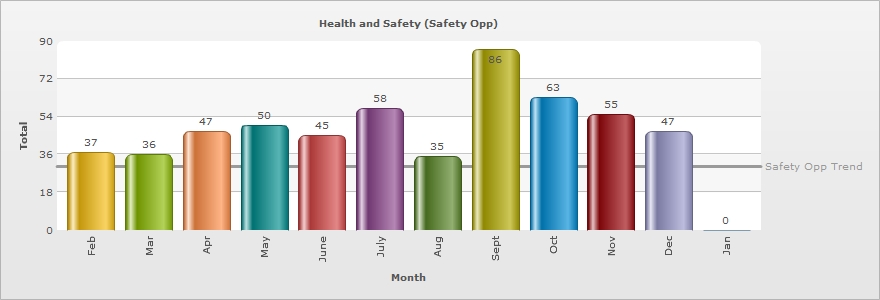 Health and Safety (Safety Opp)
Total
90
72
54
36
18
0
37
36
47
50
45
58
35
86
63
55
47
0
Safety Opp Trend
Feb
Mar
Apr
May
June
July
Aug
Sept
Oct
Nov
Dec
Jan
Month